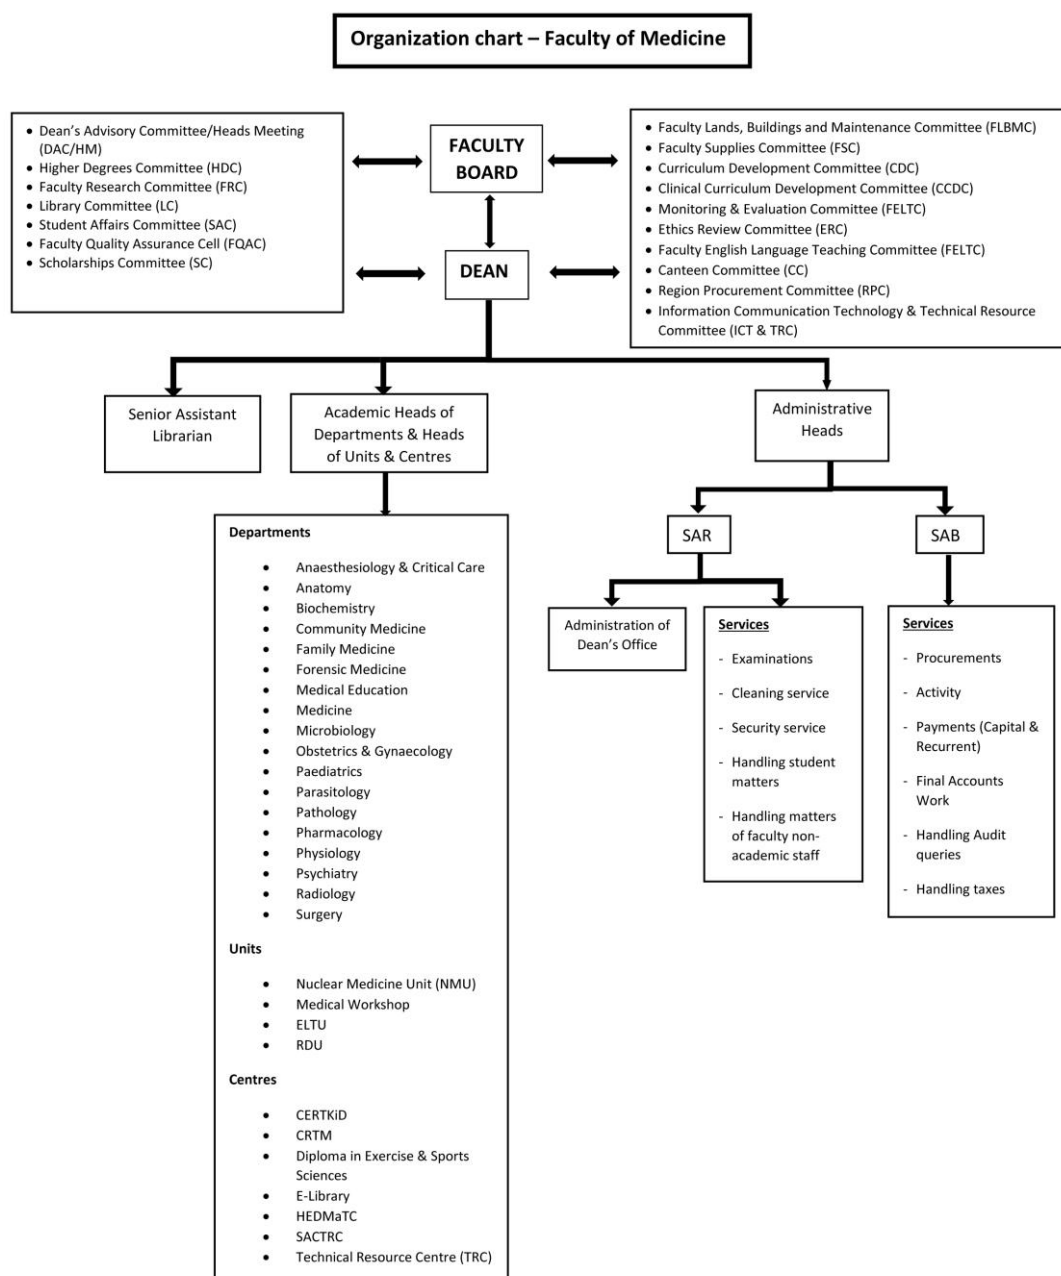 Organization chart – Faculty of Medicine
• Dean’s Advisory Committee/Heads Meeting
(DAC/HM)
• Higher Degrees Committee (HDC)
• Faculty Research Committee (FRC)
• Library Committee (LC)
• Student Affairs Committee (SAC)
• Faculty Quality Assurance Cell (FQAC)
• Scholarships Committee (SC)
FACULTY
BOARD
DEAN
• Faculty Lands, Buildings and Maintenance Committee (FLBMC)
• Faculty Supplies Committee (FSC)
• Curriculum Development Committee (CDC)
• Clinical Curriculum Development Committee (CCDC)
• Monitoring & Evaluation Committee (FELTC)
• Ethics Review Committee (ERC)
• Faculty English Language Teaching Committee (FELTC)
• Canteen Committee (CC)
• Region Procurement Committee (RPC)
• Information Communication Technology & Technical Resource
Committee (ICT & TRC)
Senior Assistant
Librarian
Academic Heads of
Departments & Heads
of Units & Centres
Administrative
Heads
Departments
• Anaesthesiology & Critical Care
• Anatomy
• Biochemistry
• Community Medicine
• Family Medicine
• Forensic Medicine
• Medical Education
• Medicine
• Microbiology
• Obstetrics & Gynaecology
• Paediatrics
• Parasitology
• Pathology
• Pharmacology
• Physiology
• Psychiatry
• Radiology
• Surgery
Units
• Nuclear Medicine Unit (NMU)
• Medical Workshop
• ELTU
• RDU
Centres
• CERTKiD
• CRTM
• Diploma in Exercise & Sports
Sciences
• E-Library
• HEDMaTC
• SACTRC
• Technical Resource Centre (TRC)
SAR
SAB
Administration of
Dean’s Office
Services
- Examinations
- Cleaning service
- Security service
- Handling student
matters
- Handling matters
of faculty non-
academic staff
Services
- Procurements
- Activity
- Payments (Capital &
Recurrent)
- Final Accounts
Work
- Handling Audit
queries
- Handling taxes